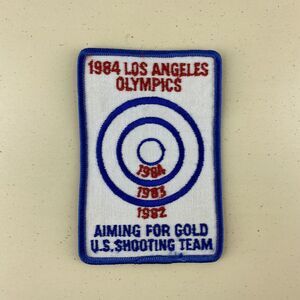 1984 LOS ANGELES
OLYMPICS
1984
1983
1982
AIMING FOR GOLD
U.S. SHOOTING TEAM